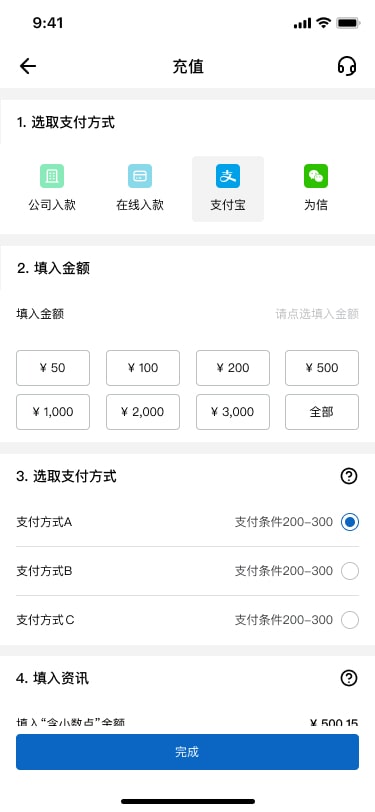 9:41
充值
1. 选取支付方式
公司入款 在线入款 支付宝 为信
2. 填入金额
填入金额 请点选填入金额
¥ 50 ¥ 100 ¥ 200 ¥ 500
¥ 1,000 ¥ 2,000 ¥ 3,000 全部
3. 选取支付方式
支付方式A 支付条件200-300
支付方式B 支付条件200-300
支付方式C 支付条件200-300
4. 填入资讯
填入“含小数点”金额 ¥ 500.15
完成